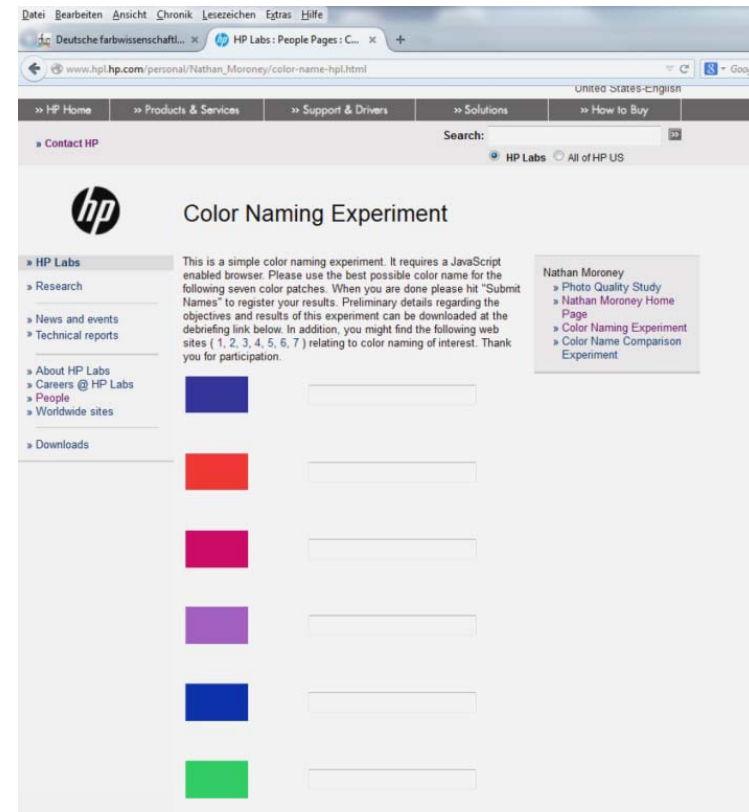 Datei Bearbeiten Ansicht Chronik Lesezeichen Extras Hilfe
Deutsche farbwissenschaftl... × HP Labs : People Pages : C... × +
www.hpl.hp.com/personal/Nathan_Moroney/color-name-hpl.html
8 - Goog
United States-English
» HP Home » Products & Services » Support & Drivers » Solutions » How to Buy
» Contact HP
Search: »
HP Labs All of HP US
hp
Color Naming Experiment
» HP Labs
» Research
» News and events
» Technical reports
» About HP Labs
» Careers @ HP Labs
» People
» Worldwide sites
» Downloads
This is a simple color naming experiment. It requires a JavaScript
enabled browser. Please use the best possible color name for the
following seven color patches. When you are done please hit "Submit
Names" to register your results. Preliminary details regarding the
objectives and results of this experiment can be downloaded at the
debriefing link below. In addition, you might find the following web
sites ( 1, 2, 3, 4, 5, 6, 7 ) relating to color naming of interest. Thank
you for participation.
Nathan Moroney
» Photo Quality Study
» Nathan Moroney Home
Page
» Color Naming Experiment
» Color Name Comparison
Experiment